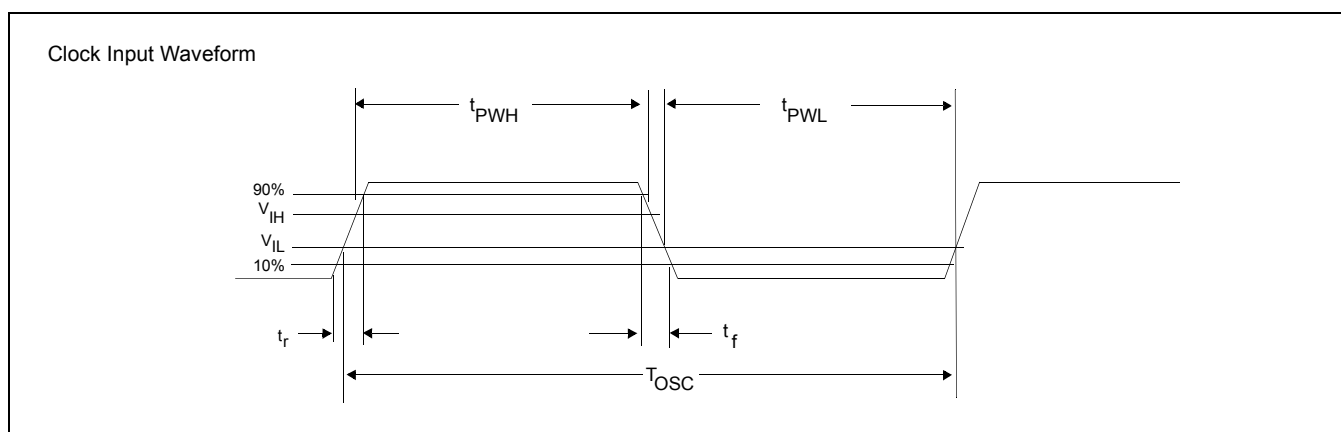 Clock Input Waveform
tPWH
tPWL
90%
VIH
VIL
10%
tr
tf
TOSC